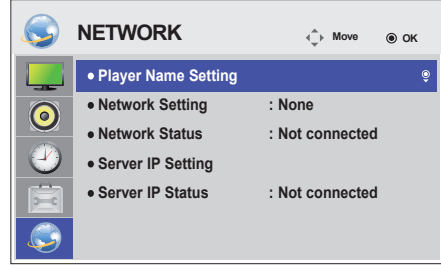 NETWORK Move OK
● Player Name Setting
● Network Setting : None
● Network Status : Not connected
● Server IP Setting
● Server IP Status : Not connected